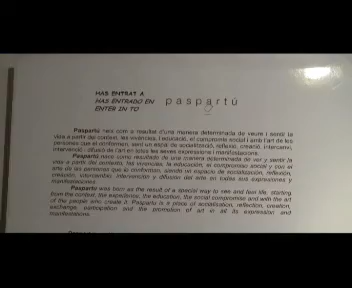 HAS ENTRAT A
HAS ENTRADO EN paspartú
ENTER IN TO
Paspartú neix com a resultat d'una manera determinada de veure i sentir la
vida a partir del context, les vivències, l'educació, el compromís social i amb l'art de les
persones que el conformen, sent un espai de socialització, reflexió, creació, intercanvi,
intervenció i difusió de l'art en totes les seves expressions i manifestacions.
Paspartú nace como resultado de una manera determinada de ver y sentir la
vida a partir del contexto, las vivencias, la educación, el compromiso social y con el
arte de las personas que lo conforman, siendo un espacio de socialización, reflexión,
creación, intercambio, intervención y difusión del arte en todas sus expresiones y
manifestaciones.
Paspartú was born as the result of a special way to see and feel life, starting
from the context, the experience, the education, the social compromise and with the art
of the people who create it. Paspartú is a place of socialization, reflection, creation,
exchange, participation and the promotion of art in all its expression and
manifestations.